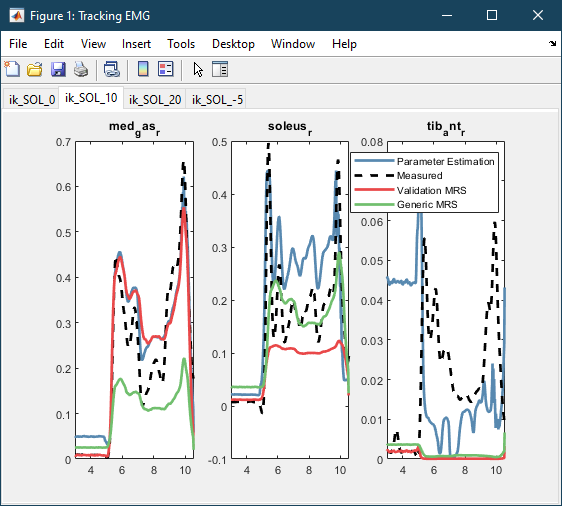 Figure 1: Tracking EMG
File Edit View Insert Tools Desktop Window Help
ik_SOL_0 ik_SOL_10 ik_SOL_20 ik_SOL_-5
med_gas_r soleus_r tib_ant_r
0.7
0.6
0.5
0.4
0.3
0.2
0.1
0
4 6 8 10
0.5
0.4
0.3
0.2
0.1
0
-0.1
4 6 8 10
0.08
0.06
0.05
0.04
0.03
0.02
0.01
0
4 6 8 10
Parameter Estimation
Measured
Validation MRS
Generic MRS